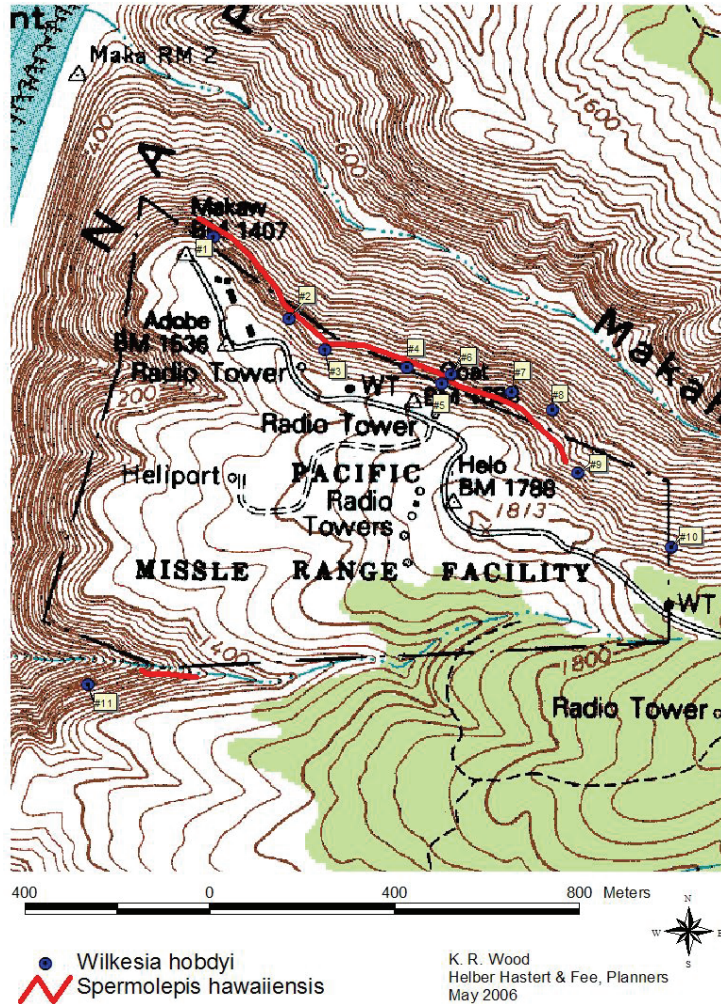 nt
Maka RM 2
N A P
400
600
1600
Makaw
BM 1407
#1
#2
Adobe
BM 1536
#3
#4
#6
#7
#8
Makai
Radio Tower
WT
#5
Radio Tower
Helo
BM 1788
#9
Heliport
PACIFIC
Radio
Towers
1813
#10
MISSLE RANGE FACILITY
WT
1400
1800
#11
Radio Tower
400 0 400 800 Meters
N
W E
S
Wilkesia hobdyi
Spermolepis hawaiiensis
K. R. Wood
Helber Hastert & Fee, Planners
May 2006